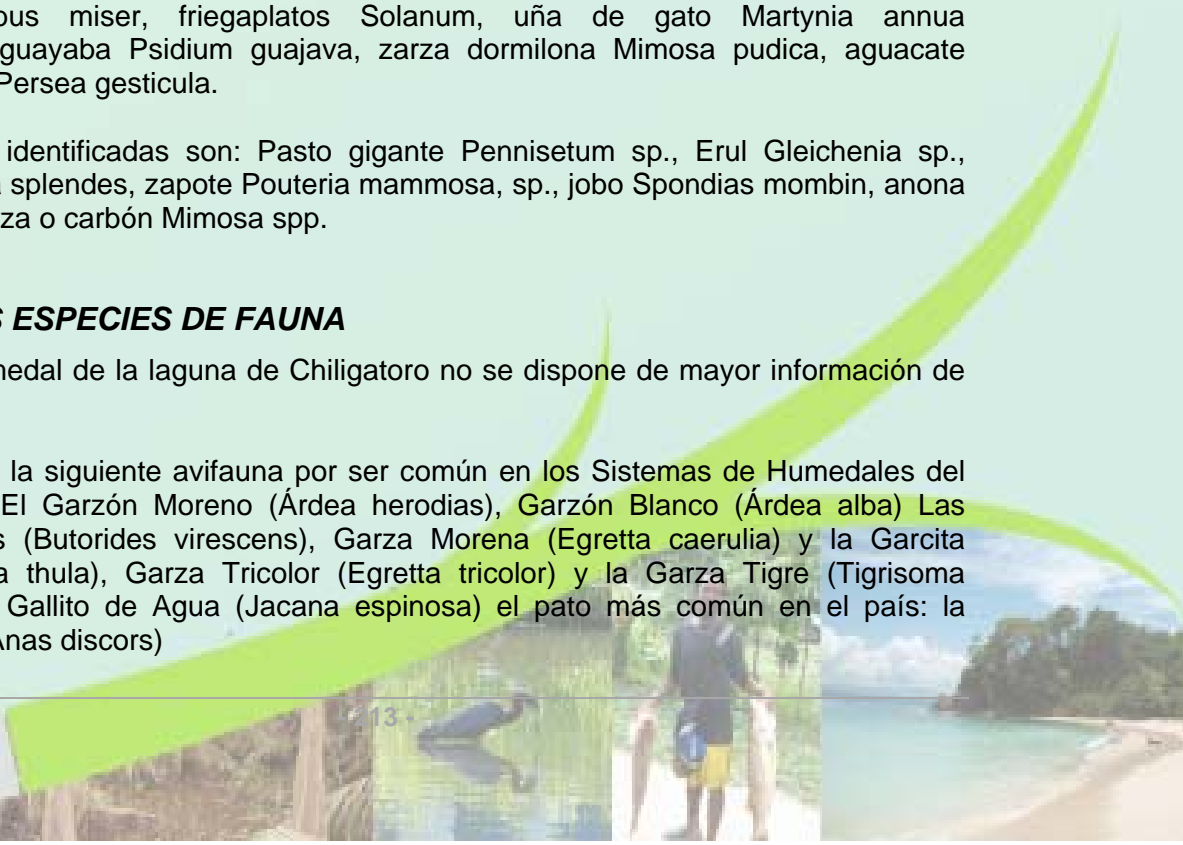 ous miser, friegaplatos Solanum, uña de gato Martynia annua
guayaba Psidium guajava, zarza dormilona Mimosa pudica, aguacate
Persea gesticula.
identificadas son: Pasto gigante Pennisetum sp., Erul Gleichenia sp.,
splendes, zapote Pouteria mammosa, sp., jobo Spondias mombin, anona
za o carbón Mimosa spp.
S ESPECIES DE FAUNA
medal de la laguna de Chiligatoro no se dispone de mayor información de
la siguiente avifauna por ser común en los Sistemas de Humedales del
El Garzón Moreno (Árdea herodias), Garzón Blanco (Árdea alba) Las
s (Butorides virescens), Garza Morena (Egretta caerulia) y la Garcita
a thula), Garza Tricolor (Egretta tricolor) y la Garza Tigre (Tigrisoma
Gallito de Agua (Jacana espinosa) el pato más común en el país: la
Anas discors)